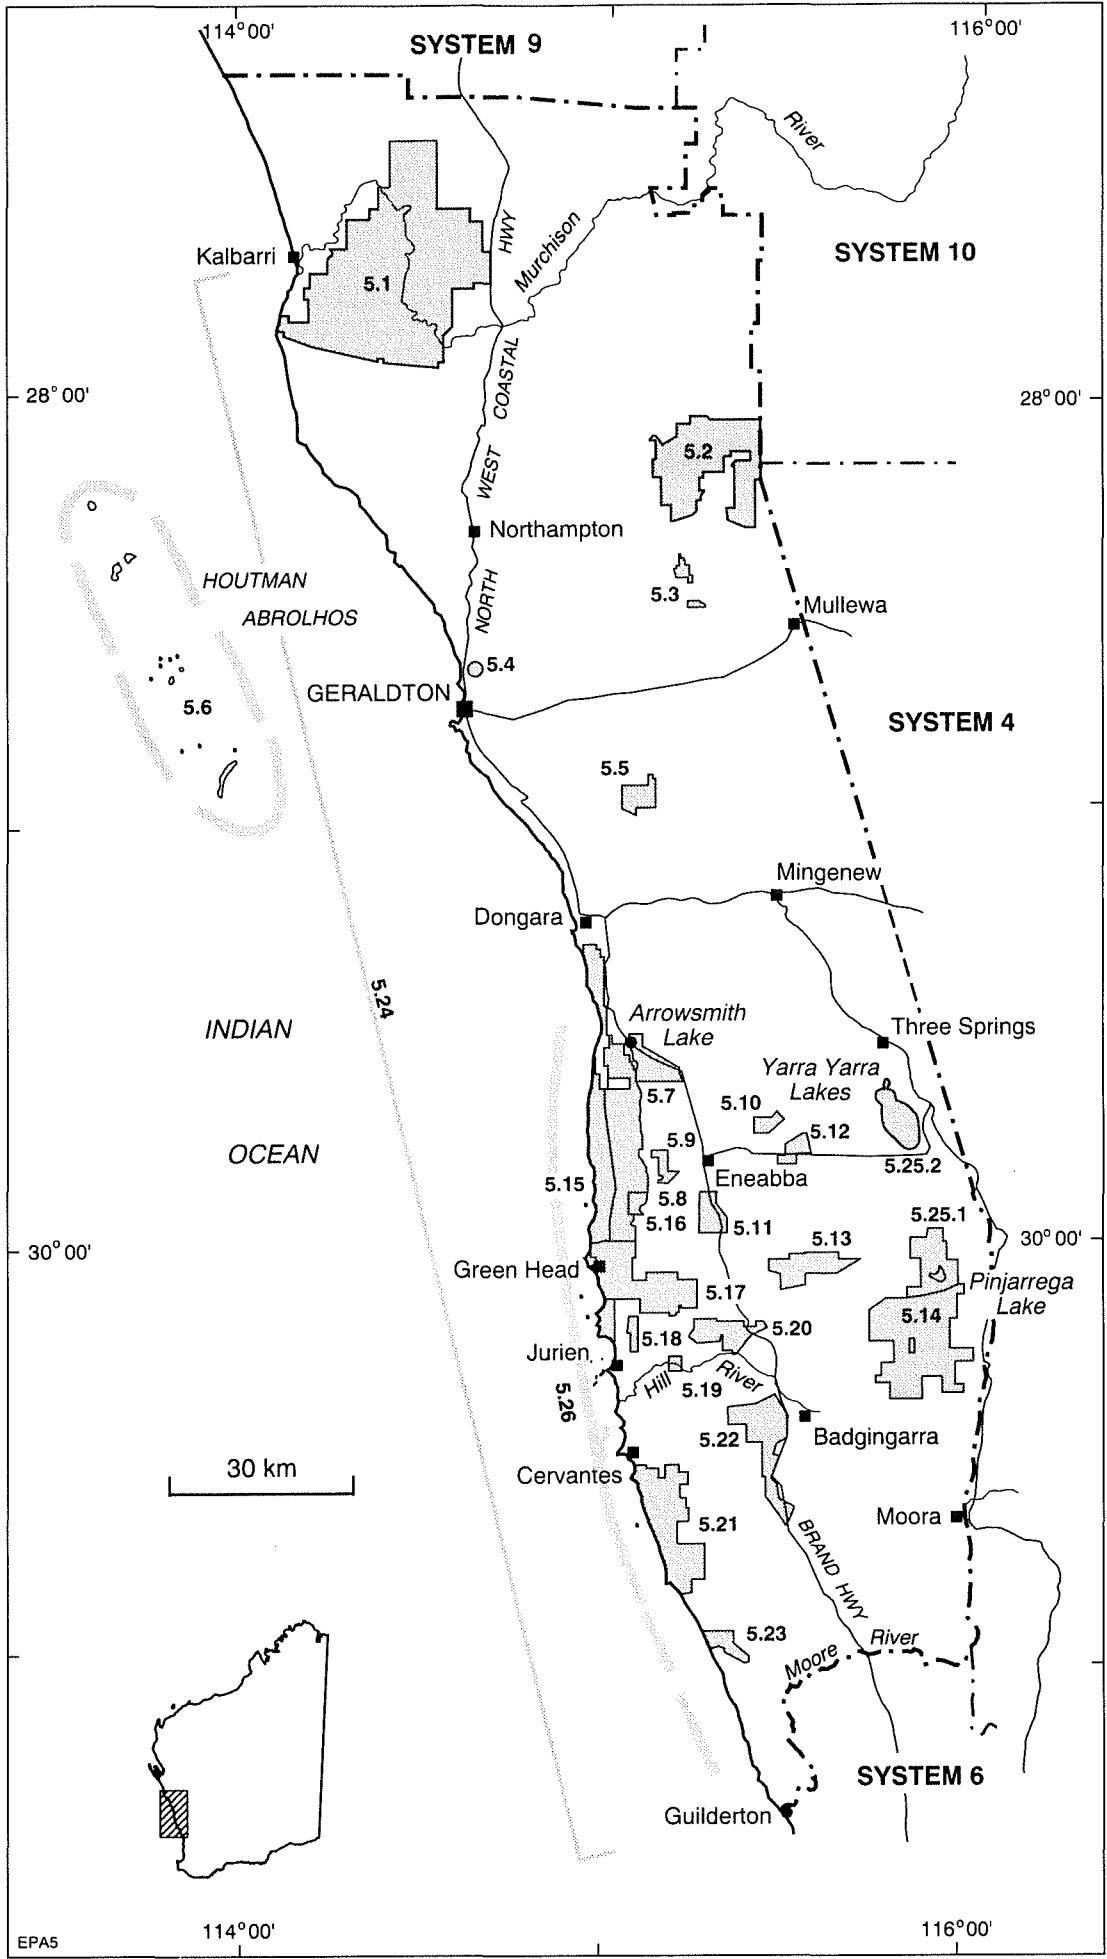 114°00'
116°00'
SYSTEM 9
River
HWY
Murchison
Kalbarri
SYSTEM 10
5.1
COASTAL
28°00'
28°00'
5.2
WEST
Northampton
HOUTMAN
ABROLHOS
NORTH
5.3
Mullewa
5.4
GERALDTON
5.6
SYSTEM 4
5.5
Mingenew
Dongara
5.24
INDIAN
Arrowsmith
Lake
Three Springs
Yarra Yarra
Lakes
5.7
5.10
5.12
5.9
OCEAN
5.25.2
Eneabba
5.15
5.8
5.16
5.11
5.25.1
5.13
30°00'
30°00'
Green Head
Pinjarrega
Lake
5.17
5.14
5.18
5.20
Jurien
Hill
River
5.19
5.26
5.22
Badgingarra
30 km
Cervantes
Moora
5.21
BRAND HWY
5.23
Moore
River
SYSTEM 6
Guilderton
114°00'
116°00'
EPA5